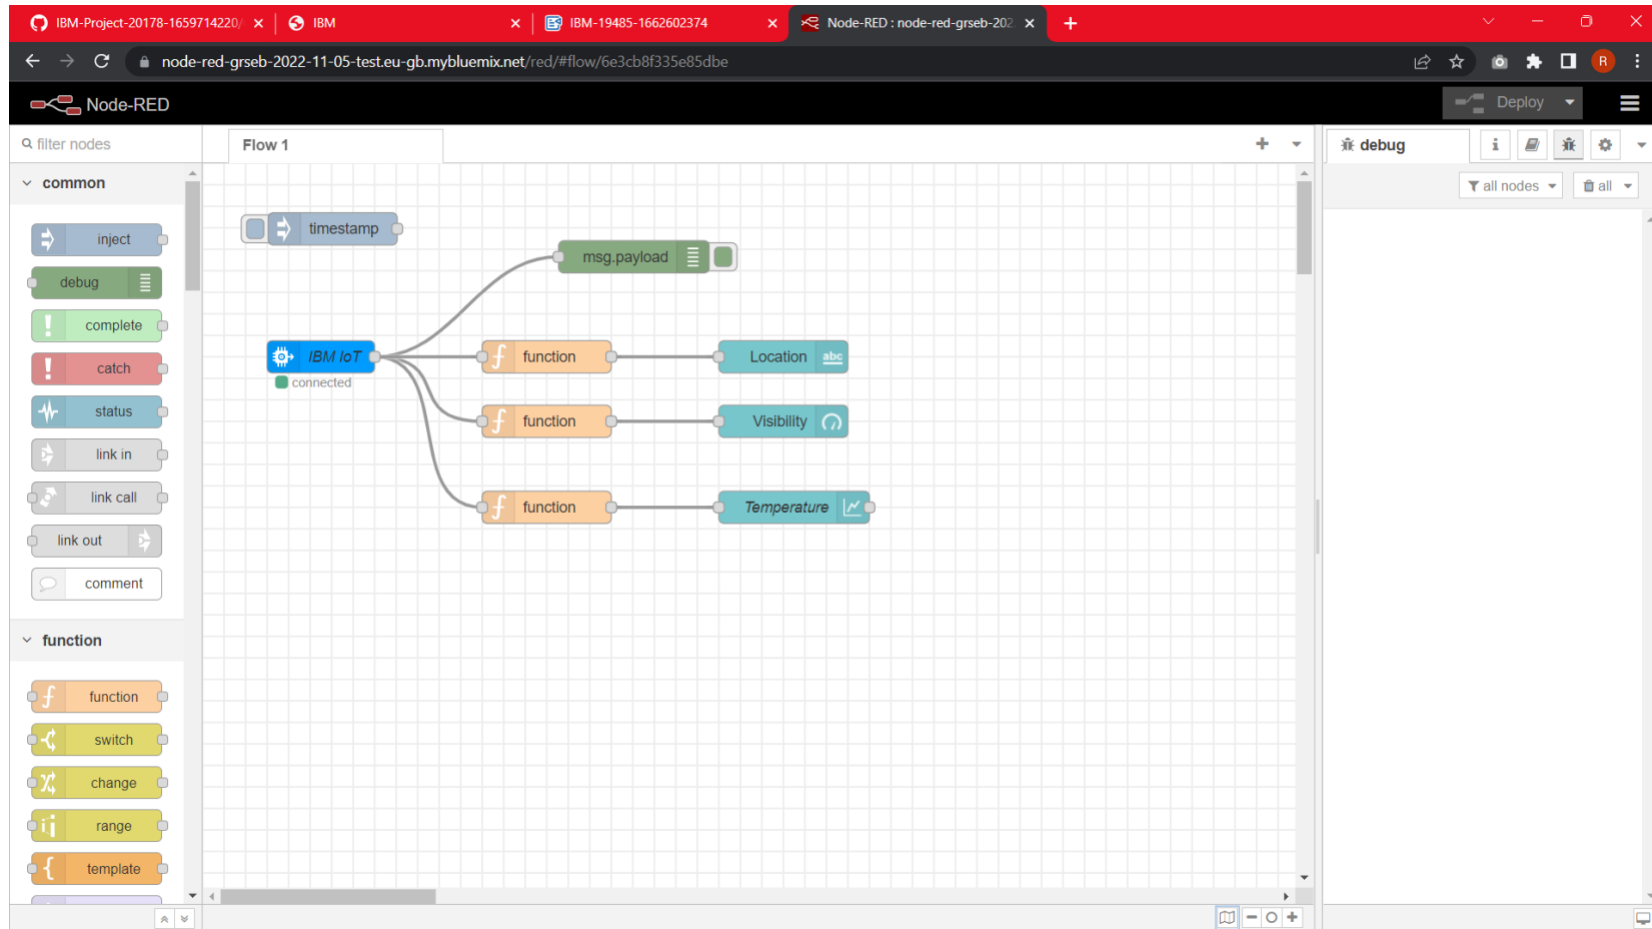 IBM-Project-20178-1659714220/
IBM
IBM-19485-1662602374
Node-RED : node-red-grseb-202
node-red-grseb-2022-11-05-test.eu-gb.mybluemix.net/red/#flow/6e3cb8f335e85dbe
R
Node-RED
Deploy
filter nodes
Flow 1
debug
i
all nodes
all
common
inject
debug
complete
catch
status
link in
link call
link out
comment
function
function
switch
change
range
template
timestamp
msg.payload
IBM IoT
connected
function
Location
abc
function
Visibility
function
Temperature